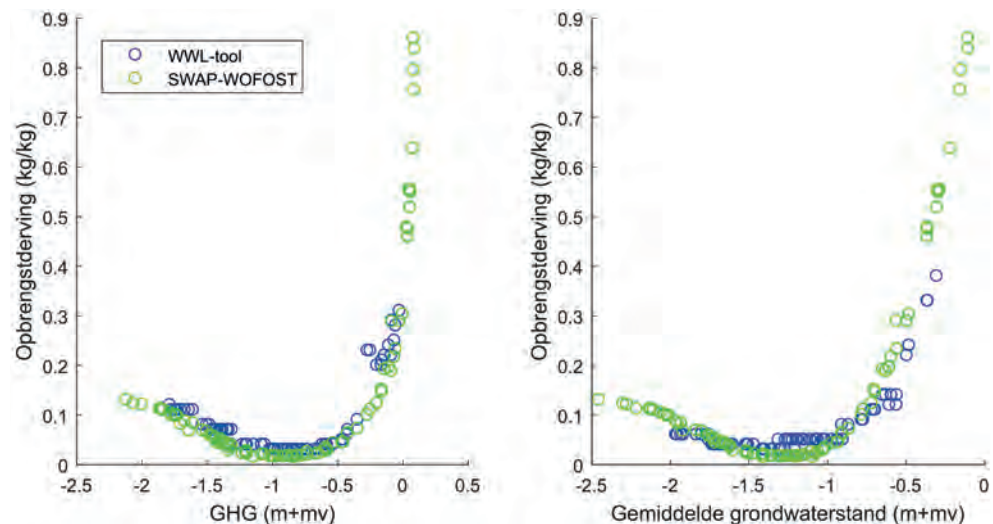 0.9
0.8
0.7
0.6
0.5
0.4
0.3
0.2
0.1
0
Opbrengstderving (kg/kg)
WWL-tool
SWAP-WOFOST
-2.5 -2 -1.5 -1 -0.5 0 0.5
GHG (m+mv)
0.9
0.8
0.7
0.6
0.5
0.4
0.3
0.2
0.1
0
Opbrengstderving (kg/kg)
-2.5 -2 -1.5 -1 -0.5 0
Gemiddelde grondwaterstand (m+mv)